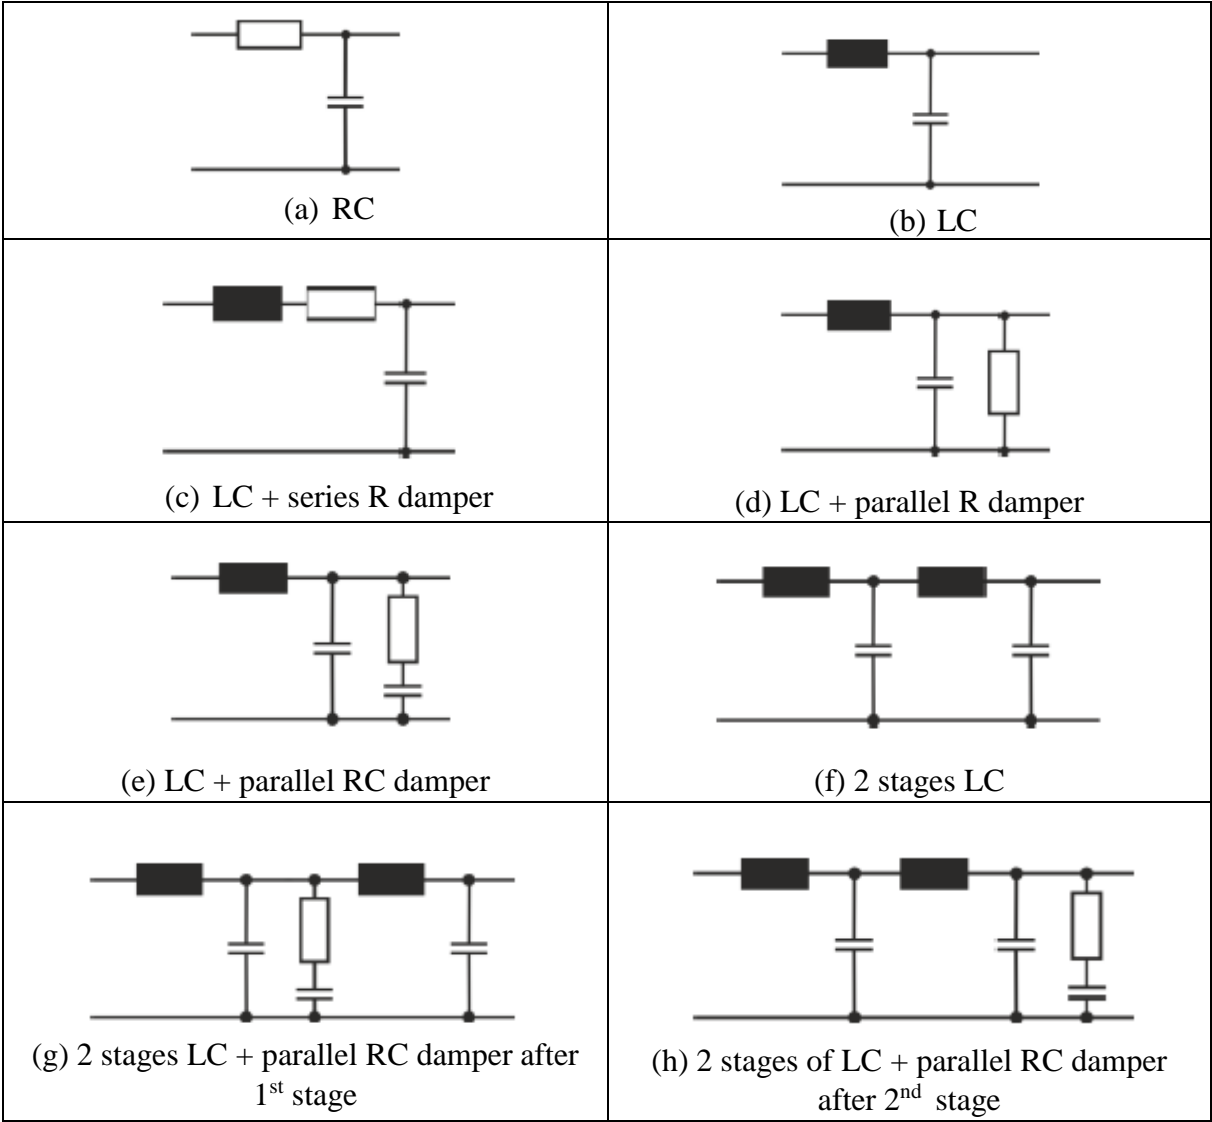 (a) RC
(b) LC
(c) LC + series R damper
(d) LC + parallel R damper
(e) LC + parallel RC damper
(f) 2 stages LC
(g) 2 stages LC + parallel RC damper after
1st stage
(h) 2 stages of LC + parallel RC damper
after 2nd stage